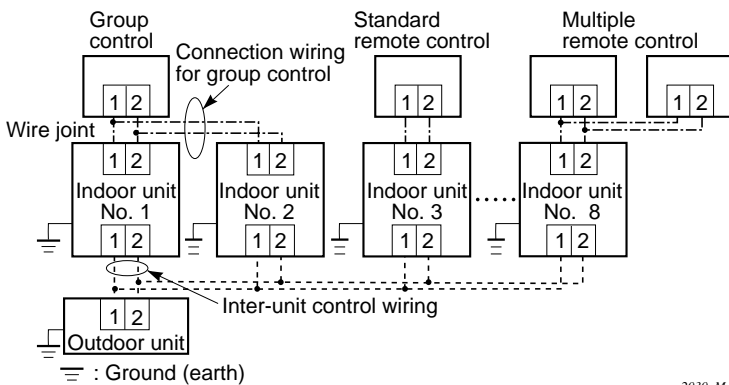 Group control
Standard remote control
Multiple remote control
Connection wiring for group control
1 2
1 2
1 2
1 2
Wire joint
1 2
1 2
1 2
1 2
Indoor unit No. 1
Indoor unit No. 2
Indoor unit No. 3
Indoor unit No. 8
1 2
1 2
1 2
1 2
Inter-unit control wiring
1 2
Outdoor unit
: Ground (earth)